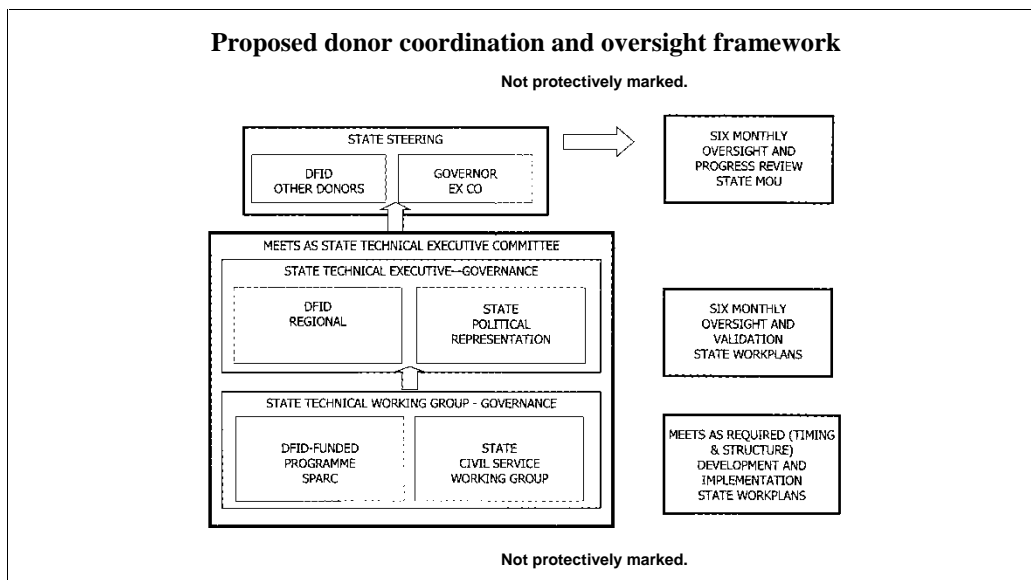 Proposed donor coordination and oversight framework
Not protectively marked.
STATE STEERING
DFID
OTHER DONORS
GOVERNOR
EX CO
SIX MONTHLY
OVERSIGHT AND
PROGRESS REVIEW
STATE MOU
MEETS AS STATE TECHNICAL EXECUTIVE COMMITTEE
STATE TECHNICAL EXECUTIVE--GOVERNANCE
DFID
REGIONAL
STATE
POLITICAL
REPRESENTATION
SIX MONTHLY
OVERSIGHT AND
VALIDATION
STATE WORKPLANS
STATE TECHNICAL WORKING GROUP - GOVERNANCE
DFID-FUNDED
PROGRAMME
SPARC
STATE
CIVIL SERVICE
WORKING GROUP
MEETS AS REQUIRED (TIMING
& STRUCTURE)
DEVELOPMENT AND
IMPLEMENTATION
STATE WORKPLANS
Not protectively marked.